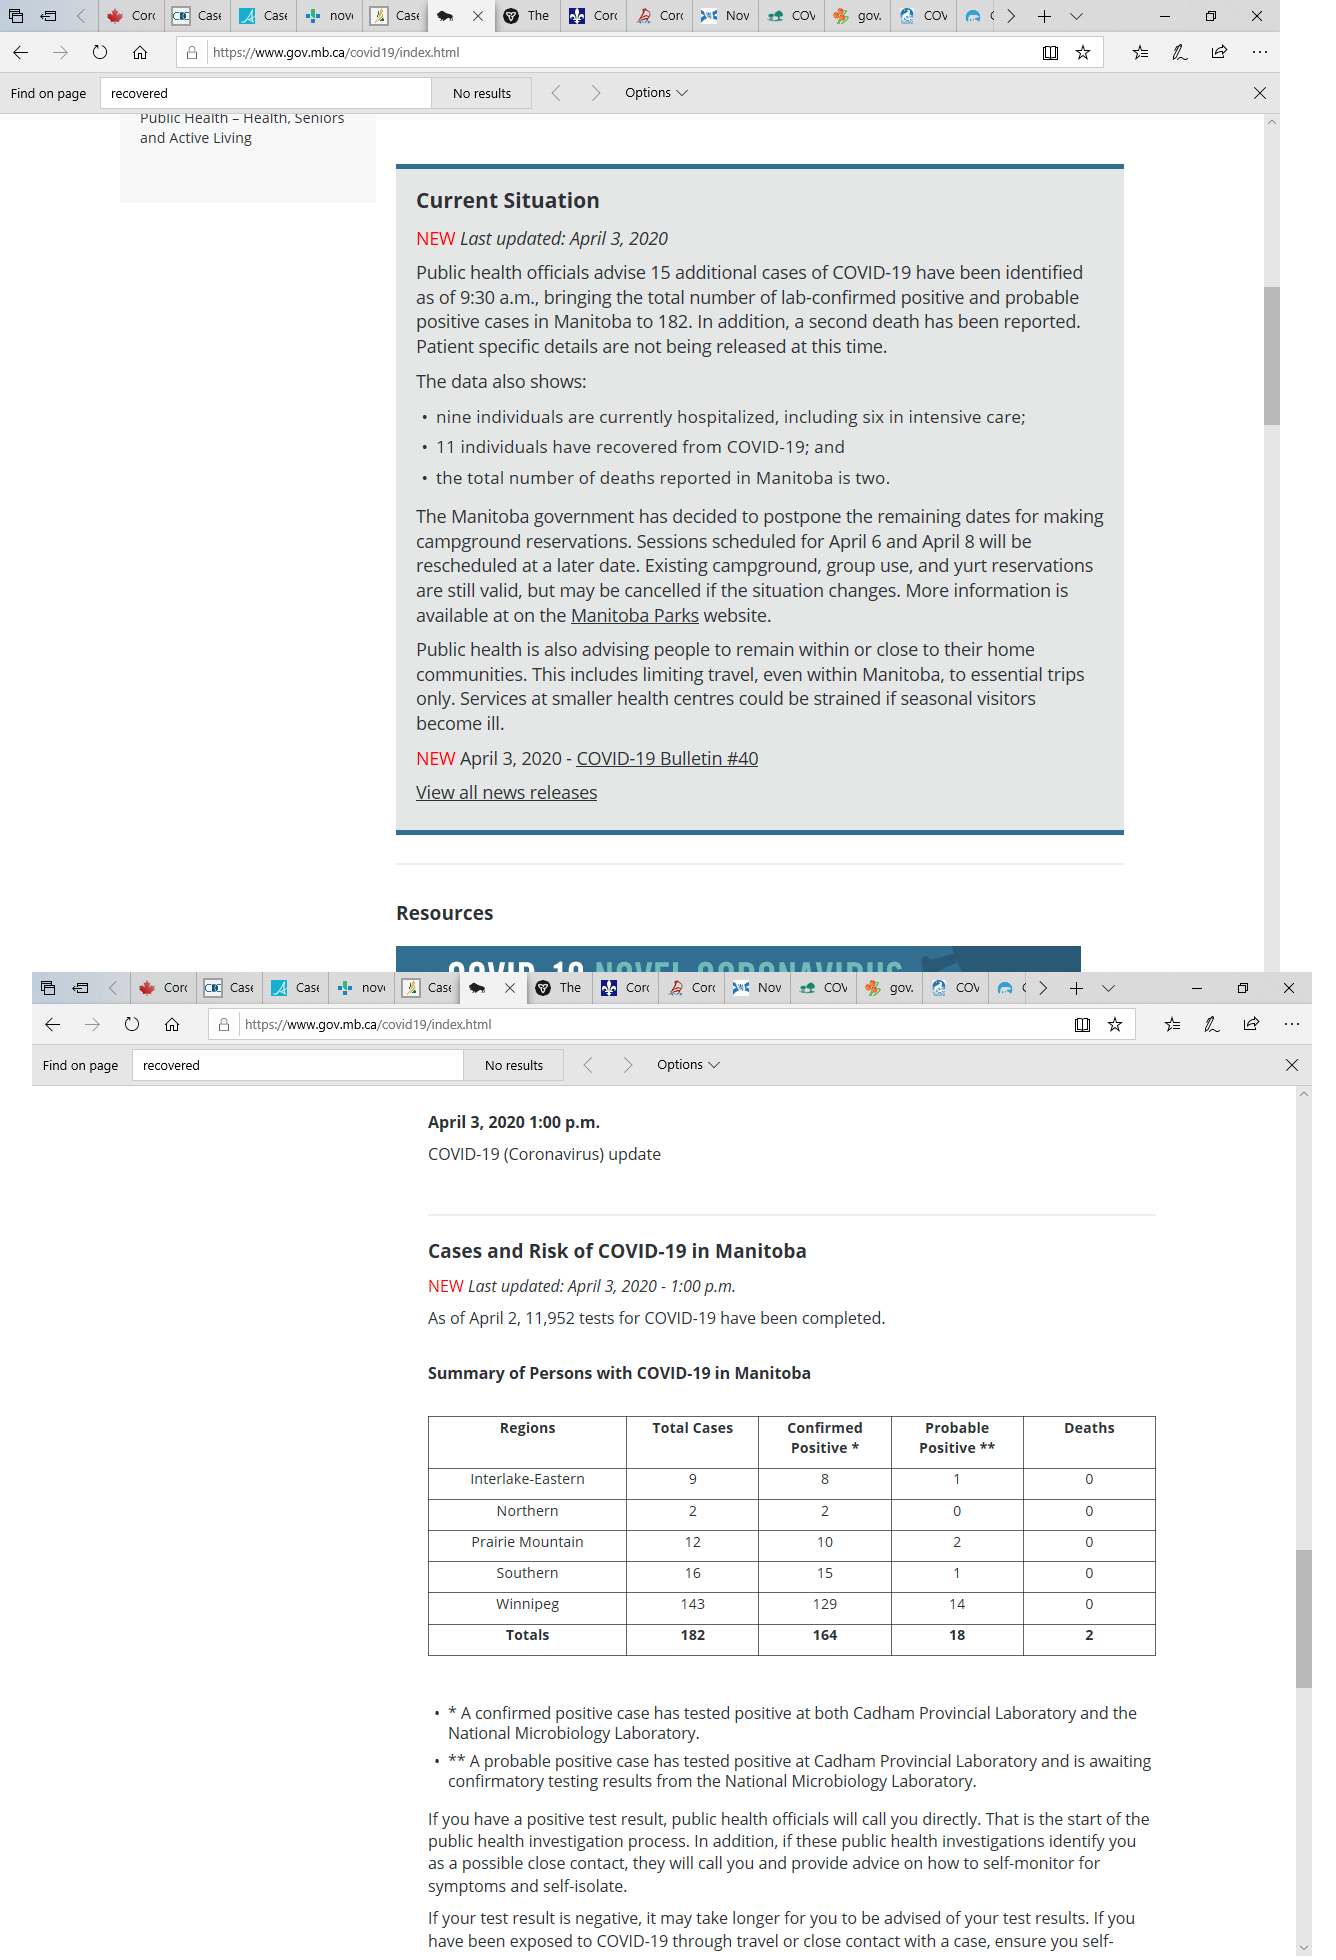 Corc
Case
Case
nove
Case
The
Corc
Corc
Nov
COV
gov.
COV
https://www.gov.mb.ca/covid19/index.html
Find on page
recovered
No results
Options
Public Health – Health, Seniors
and Active Living
Current Situation
NEW Last updated: April 3, 2020
Public health officials advise 15 additional cases of COVID-19 have been identified
as of 9:30 a.m., bringing the total number of lab-confirmed positive and probable
positive cases in Manitoba to 182. In addition, a second death has been reported.
Patient specific details are not being released at this time.
The data also shows:
• nine individuals are currently hospitalized, including six in intensive care;
• 11 individuals have recovered from COVID-19; and
• the total number of deaths reported in Manitoba is two.
The Manitoba government has decided to postpone the remaining dates for making
campground reservations. Sessions scheduled for April 6 and April 8 will be
rescheduled at a later date. Existing campground, group use, and yurt reservations
are still valid, but may be cancelled if the situation changes. More information is
available at on the Manitoba Parks website.
Public health is also advising people to remain within or close to their home
communities. This includes limiting travel, even within Manitoba, to essential trips
only. Services at smaller health centres could be strained if seasonal visitors
become ill.
NEW April 3, 2020 - COVID-19 Bulletin #40
View all news releases
Resources
COVID-19 NOVEL CORONAVIRUS
Corc
Case
Case
nove
Case
The
Corc
Corc
Nov
COV
gov.
COV
https://www.gov.mb.ca/covid19/index.html
Find on page
recovered
No results
Options
April 3, 2020 1:00 p.m.
COVID-19 (Coronavirus) update
Cases and Risk of COVID-19 in Manitoba
NEW Last updated: April 3, 2020 - 1:00 p.m.
As of April 2, 11,952 tests for COVID-19 have been completed.
Summary of Persons with COVID-19 in Manitoba
Regions Total Cases Confirmed Positive * Probable Positive ** Deaths
Interlake-Eastern 9 8 1 0
Northern 2 2 0 0
Prairie Mountain 12 10 2 0
Southern 16 15 1 0
Winnipeg 143 129 14 0
Totals 182 164 18 2
• * A confirmed positive case has tested positive at both Cadham Provincial Laboratory and the
National Microbiology Laboratory.
• ** A probable positive case has tested positive at Cadham Provincial Laboratory and is awaiting
confirmatory testing results from the National Microbiology Laboratory.
If you have a positive test result, public health officials will call you directly. That is the start of the
public health investigation process. In addition, if these public health investigations identify you
as a possible close contact, they will call you and provide advice on how to self-monitor for
symptoms and self-isolate.
If your test result is negative, it may take longer for you to be advised of your test results. If you
have been exposed to COVID-19 through travel or close contact with a case, ensure you self-